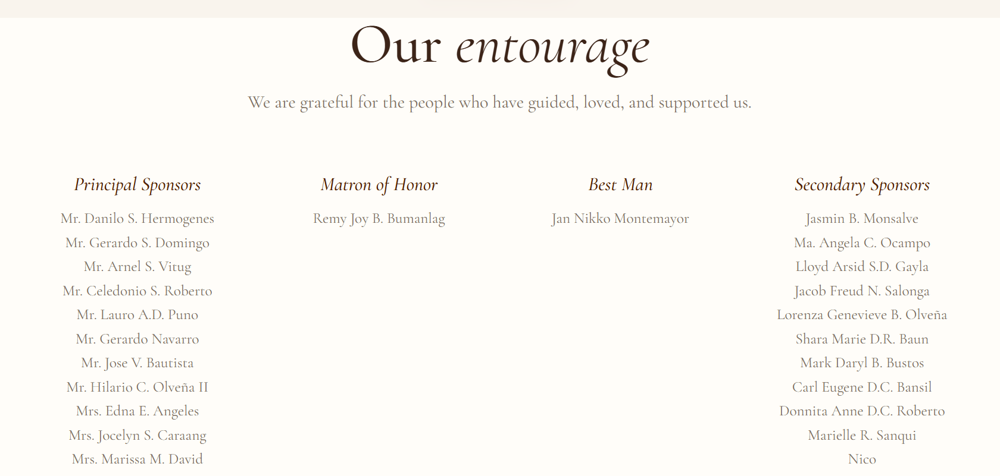 Our entourage
We are grateful for the people who have guided, loved, and supported us.
Principal Sponsors
Mr. Danilo S. Hermogenes
Mr. Gerardo S. Domingo
Mr. Arnel S. Vitug
Mr. Celedonio S. Roberto
Mr. Lauro A.D. Puno
Mr. Gerardo Navarro
Mr. Jose V. Bautista
Mr. Hilario C. Olveña II
Mrs. Edna E. Angeles
Mrs. Jocelyn S. Caraang
Mrs. Marissa M. David
Matron of Honor
Remy Joy B. Bumanlag
Best Man
Jan Nikko Montemayor
Secondary Sponsors
Jasmin B. Monsalve
Ma. Angela C. Ocampo
Lloyd Arsid S.D. Gayla
Jacob Freud N. Salonga
Lorenza Genevieve B. Olveña
Shara Marie D.R. Baun
Mark Daryl B. Bustos
Carl Eugene D.C. Bansil
Donnita Anne D.C. Roberto
Marielle R. Sanqui
Nico